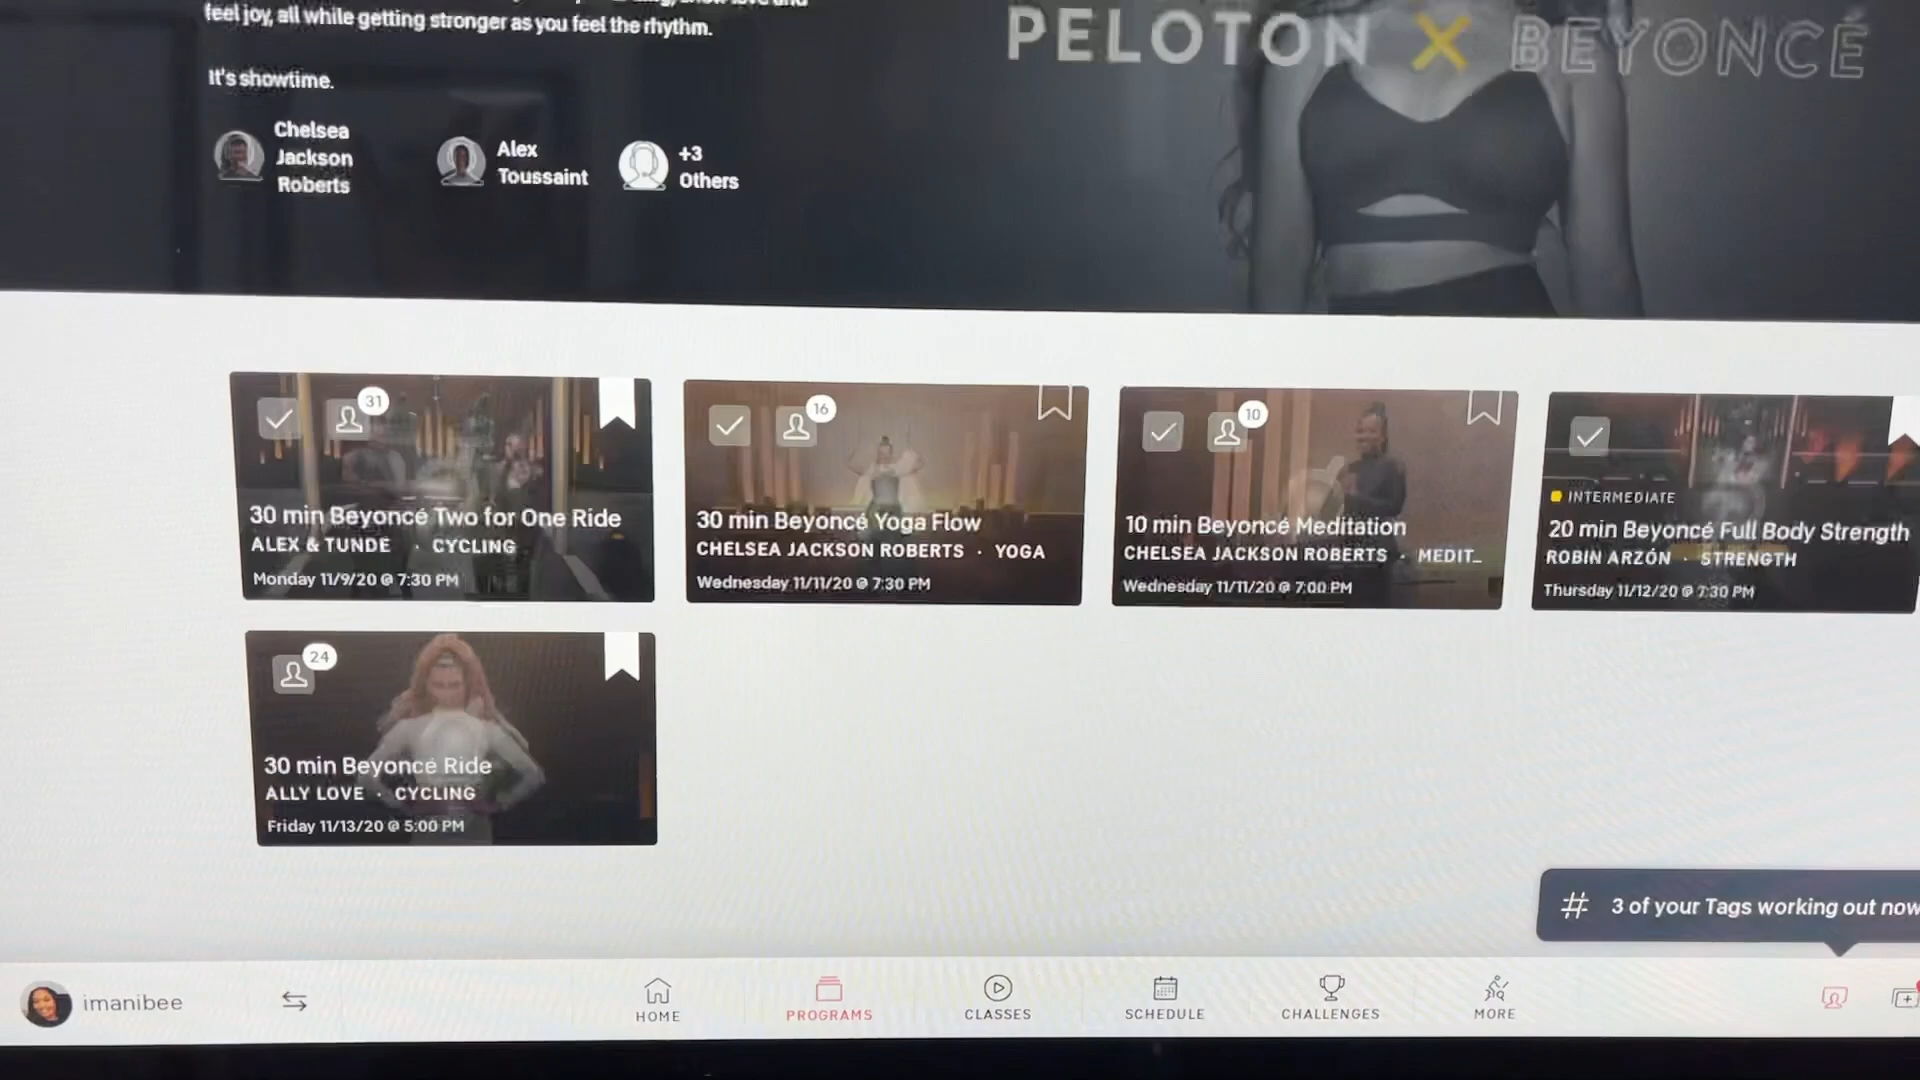 feel joy, all while getting stronger as you feel the rhythm.
It's showtime.
Chelsea
Jackson
Roberts
Alex
Toussaint
+3
Others
PELOTON X BEYONCÉ
31
30 min Beyoncé Two for One Ride
ALEX & TUNDE · CYCLING
Monday 11/9/20 @ 7:30 PM
16
30 min Beyoncé Yoga Flow
CHELSEA JACKSON ROBERTS · YOGA
Wednesday 11/11/20 @ 7:30 PM
10
10 min Beyoncé Meditation
CHELSEA JACKSON ROBERTS · MEDIT...
Wednesday 11/11/20 @ 7:00 PM
INTERMEDIATE
20 min Beyoncé Full Body Strength
ROBIN ARZÓN · STRENGTH
Thursday 11/12/20 @ 7:30 PM
24
30 min Beyoncé Ride
ALLY LOVE · CYCLING
Friday 11/13/20 @ 5:00 PM
# 3 of your Tags working out now
imanibee
HOME
PROGRAMS
CLASSES
SCHEDULE
CHALLENGES
MORE